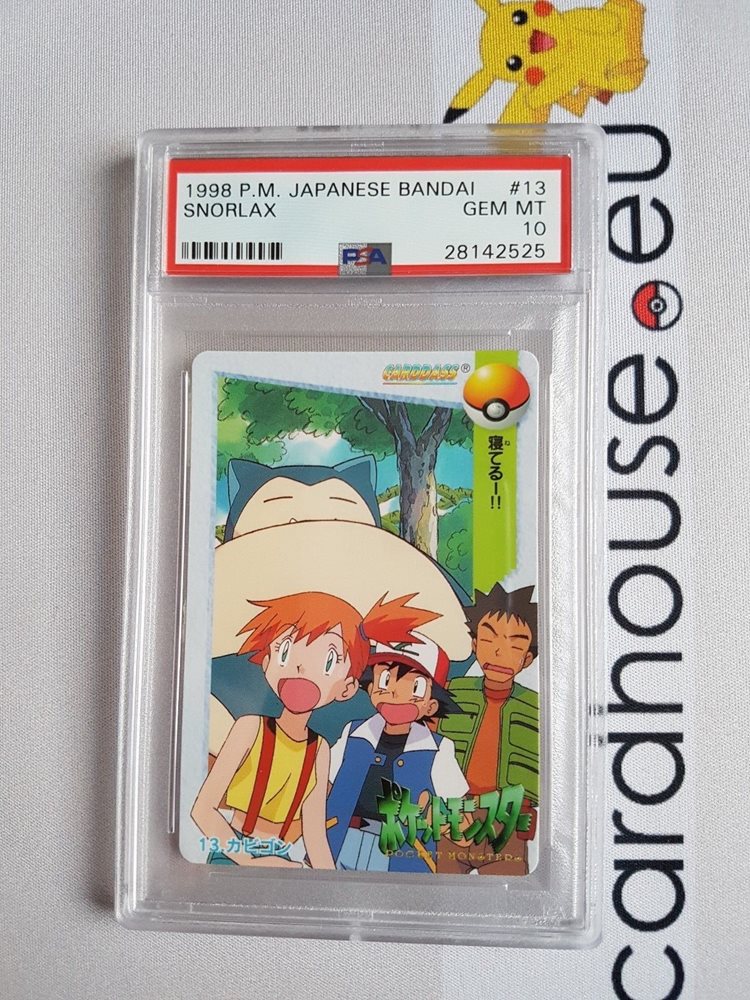 1998 P.M. JAPANESE BANDAI #13
SNORLAX GEM MT
10
PSA 28142525
CARDDASS®
寝てるー!!
ね
13.カビゴン
ポケットモンスター
POCKET MONSTERS
cardhouse.eu